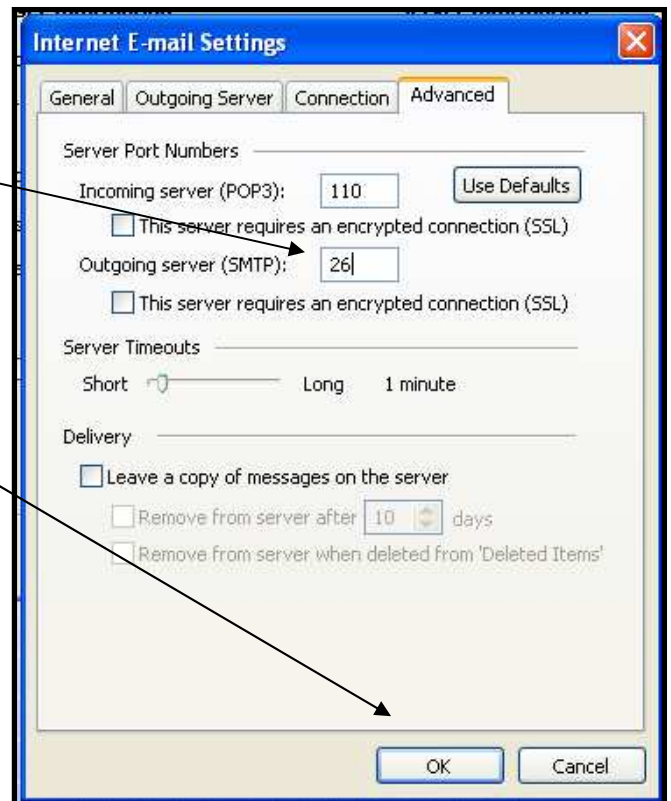 Internet E-mail Settings
General Outgoing Server Connection Advanced
Server Port Numbers
Incoming server (POP3): 110 Use Defaults
This server requires an encrypted connection (SSL)
Outgoing server (SMTP): 26
This server requires an encrypted connection (SSL)
Server Timeouts
Short Long 1 minute
Delivery
Leave a copy of messages on the server
Remove from server after 10 days
Remove from server when deleted from 'Deleted Items'
OK Cancel